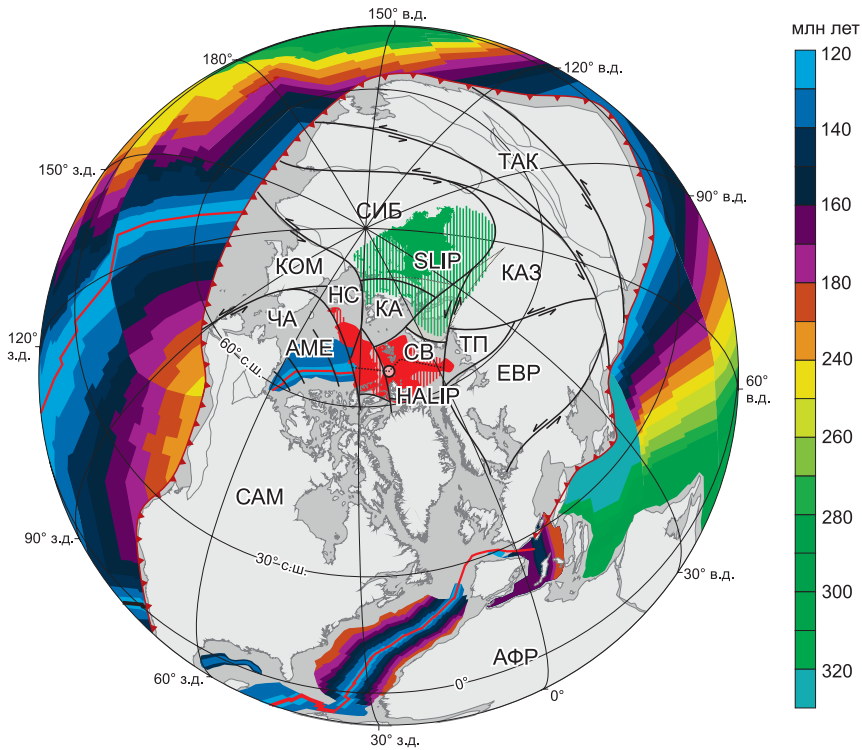 150° в.д.
млн лет
180°
120° в.д.
120
140
150° з.д.
ТАК
160
90° в.д.
СИБ
180
SLIP
КОМ
КАЗ
200
НС
КА
ЧА
220
120°
з.д.
60° с.ш.
АМЕ
СВ
ТП
ЕВР
240
60°
в.д.
HALIP
260
САМ
280
90° з.д.
30° с.ш.
30° в.д.
300
АФР
60° з.д.
0°
0°
320
30° з.д.